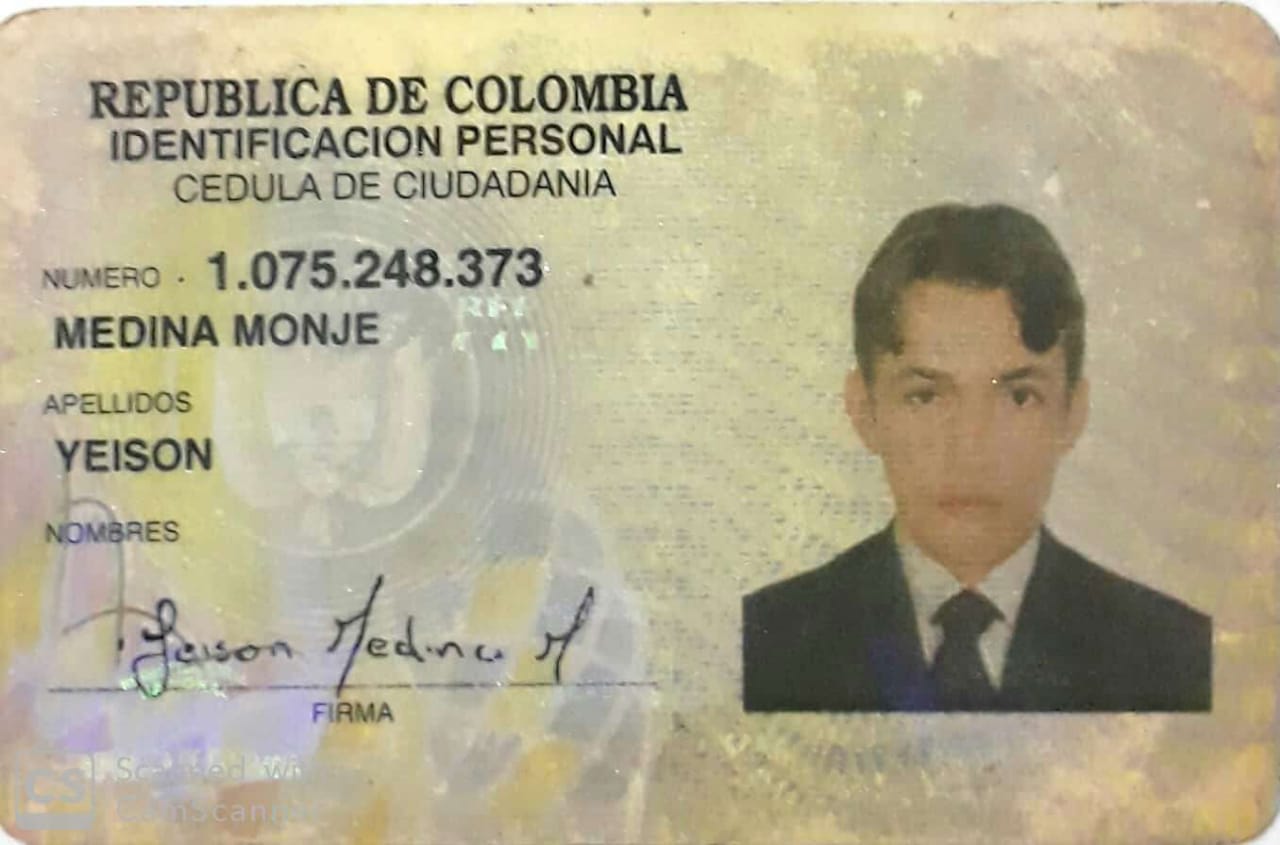 REPUBLICA DE COLOMBIA
IDENTIFICACION PERSONAL
CEDULA DE CIUDADANIA
NUMERO · 1.075.248.373
MEDINA MONJE
APELLIDOS
YEISON
NOMBRES
Yeison Medina M
FIRMA
CS Scanned with
CamScanner